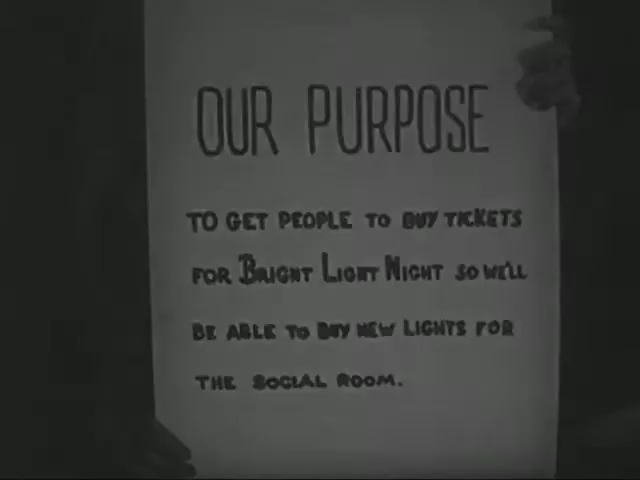 OUR PURPOSE
TO GET PEOPLE TO BUY TICKETS
FOR BRIGHT LIGHT NIGHT SO WE'LL
BE ABLE TO BUY NEW LIGHTS FOR
THE SOCIAL ROOM.